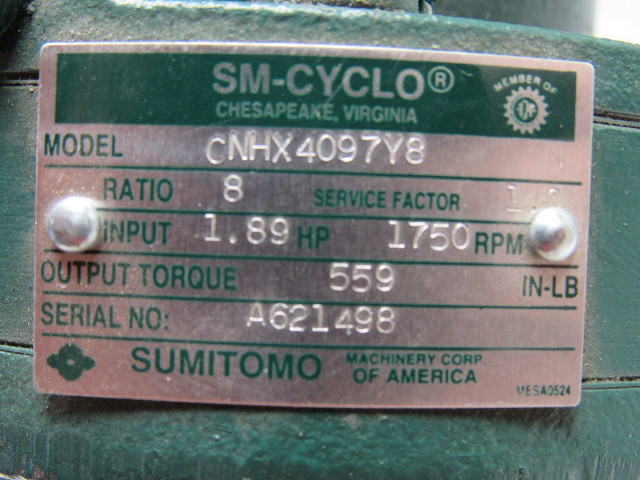 SM-CYCLO®
CHESAPEAKE, VIRGINIA
MEMBER OF
MODEL CNHX4097Y8
RATIO 8 SERVICE FACTOR
INPUT 1.89 HP 1750 RPM
OUTPUT TORQUE 559 IN-LB
SERIAL NO: A621498
SUMITOMO MACHINERY CORP.
OF AMERICA
MESA0524